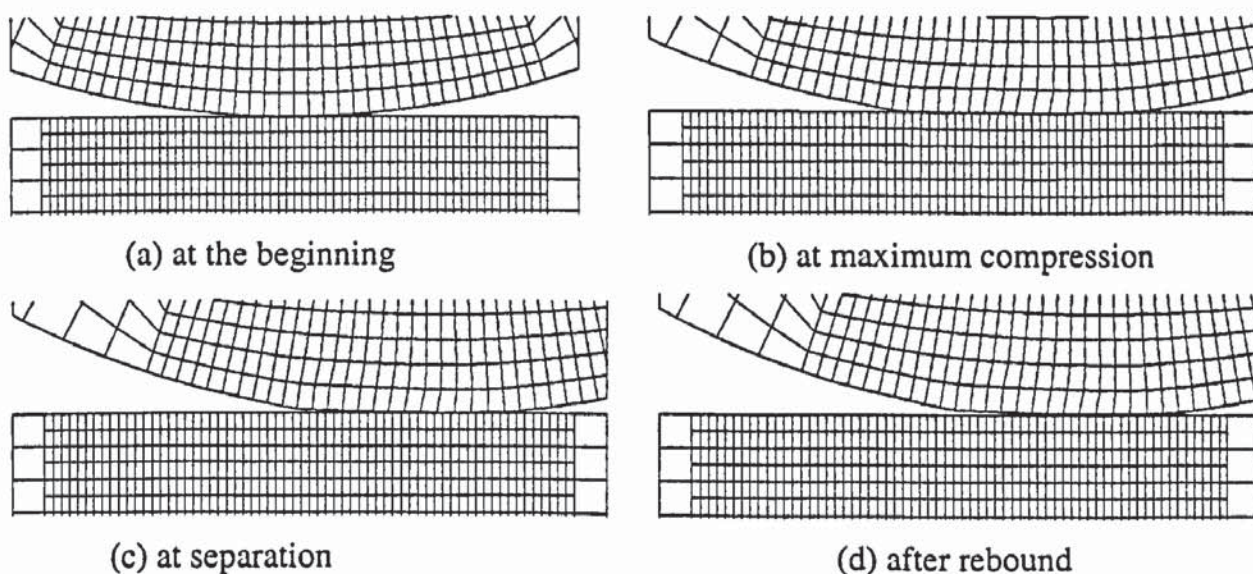 (a) at the beginning
(b) at maximum compression
(c) at separation
(d) after rebound